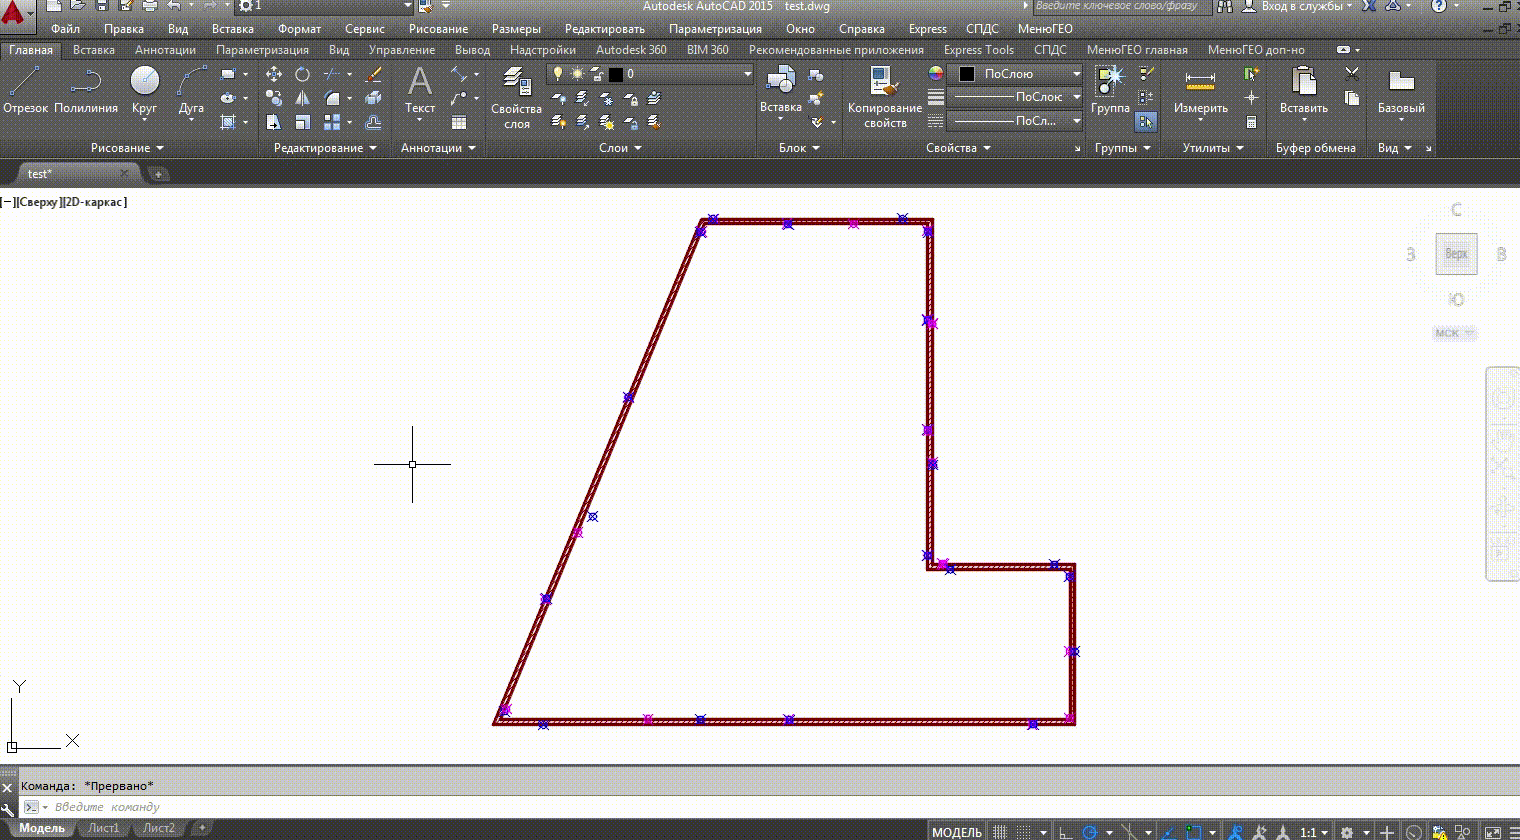 1
Autodesk AutoCAD 2015 test.dwg
Введите ключевое слово/фразу
Вход в службы
Файл Правка Вид Вставка Формат Сервис Рисование Размеры Редактировать Параметризация Окно Справка Express СПДС МенюГЕО
Главная Вставка Аннотации Параметризация Вид Управление Вывод Надстройки Autodesk 360 BIM 360 Рекомендованные приложения Express Tools СПДС МенюГЕО главная МенюГЕО доп-но
Отрезок Полилиния Круг Дуга
Текст
Свойства слоя
0
Вставка
Копирование свойств
ПоСлою
ПоСлою
ПоСл...
Группа
Измерить
Вставить
Базовый
Рисование Редактирование Аннотации Слои Блок Свойства Группы Утилиты Буфер обмена Вид
test*
[−][Сверху][2D-каркас]
С
З Верх В
Ю
МСК
Y
X
Команда: *Прервано*
Введите команду
Модель Лист1 Лист2
МОДЕЛЬ 1:1